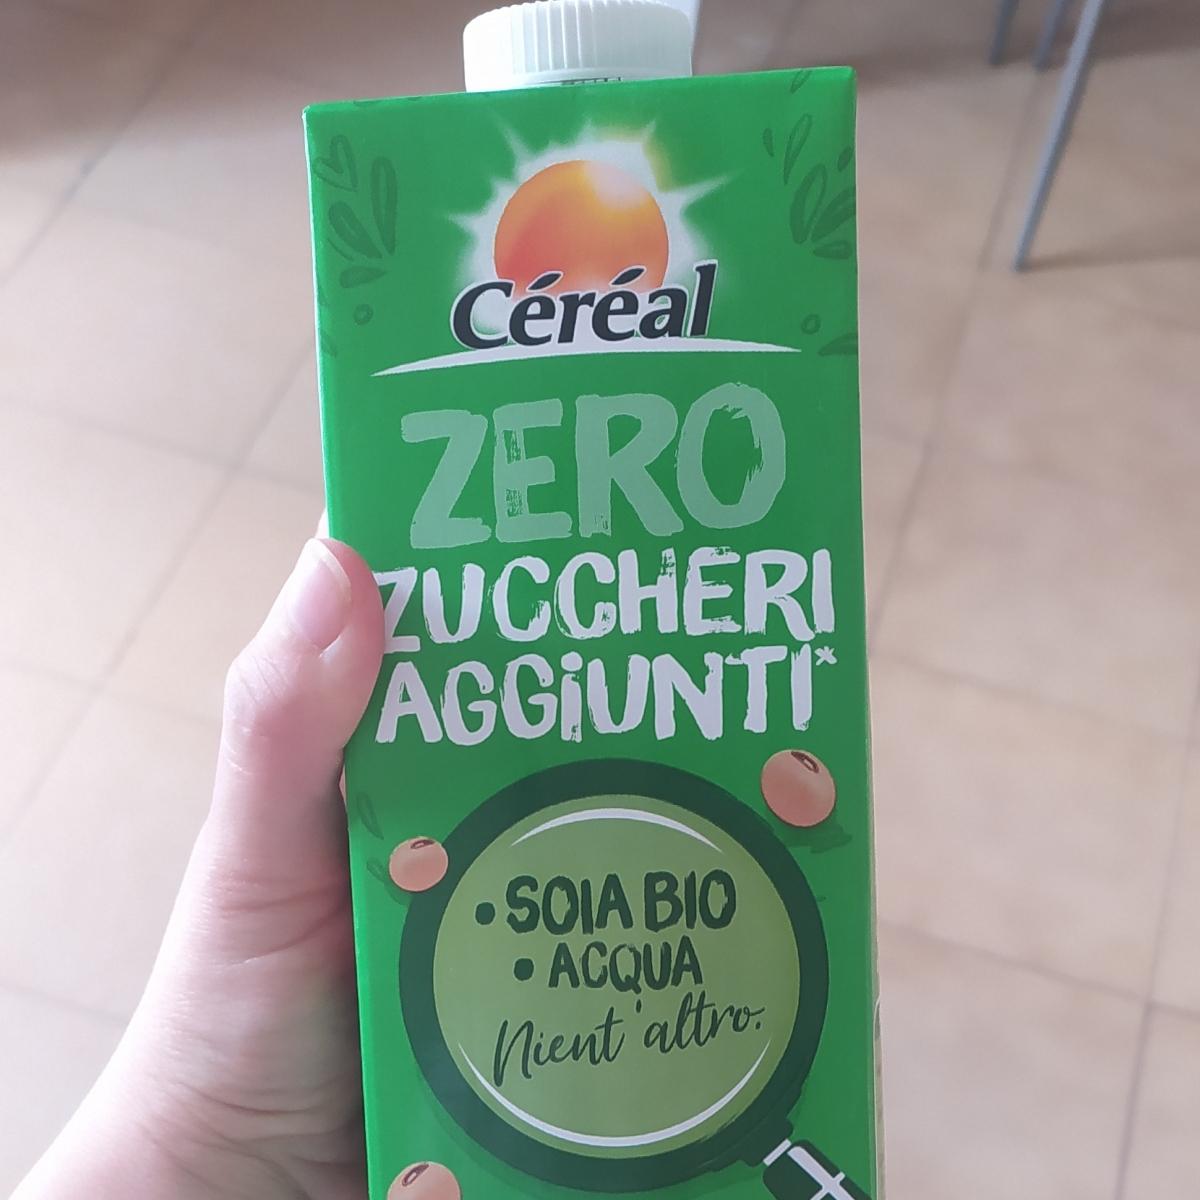 Céréal
ZERO
ZUCCHERI
AGGiUNTI*
• SOIA BIO
• ACQUA
Nient'altro.